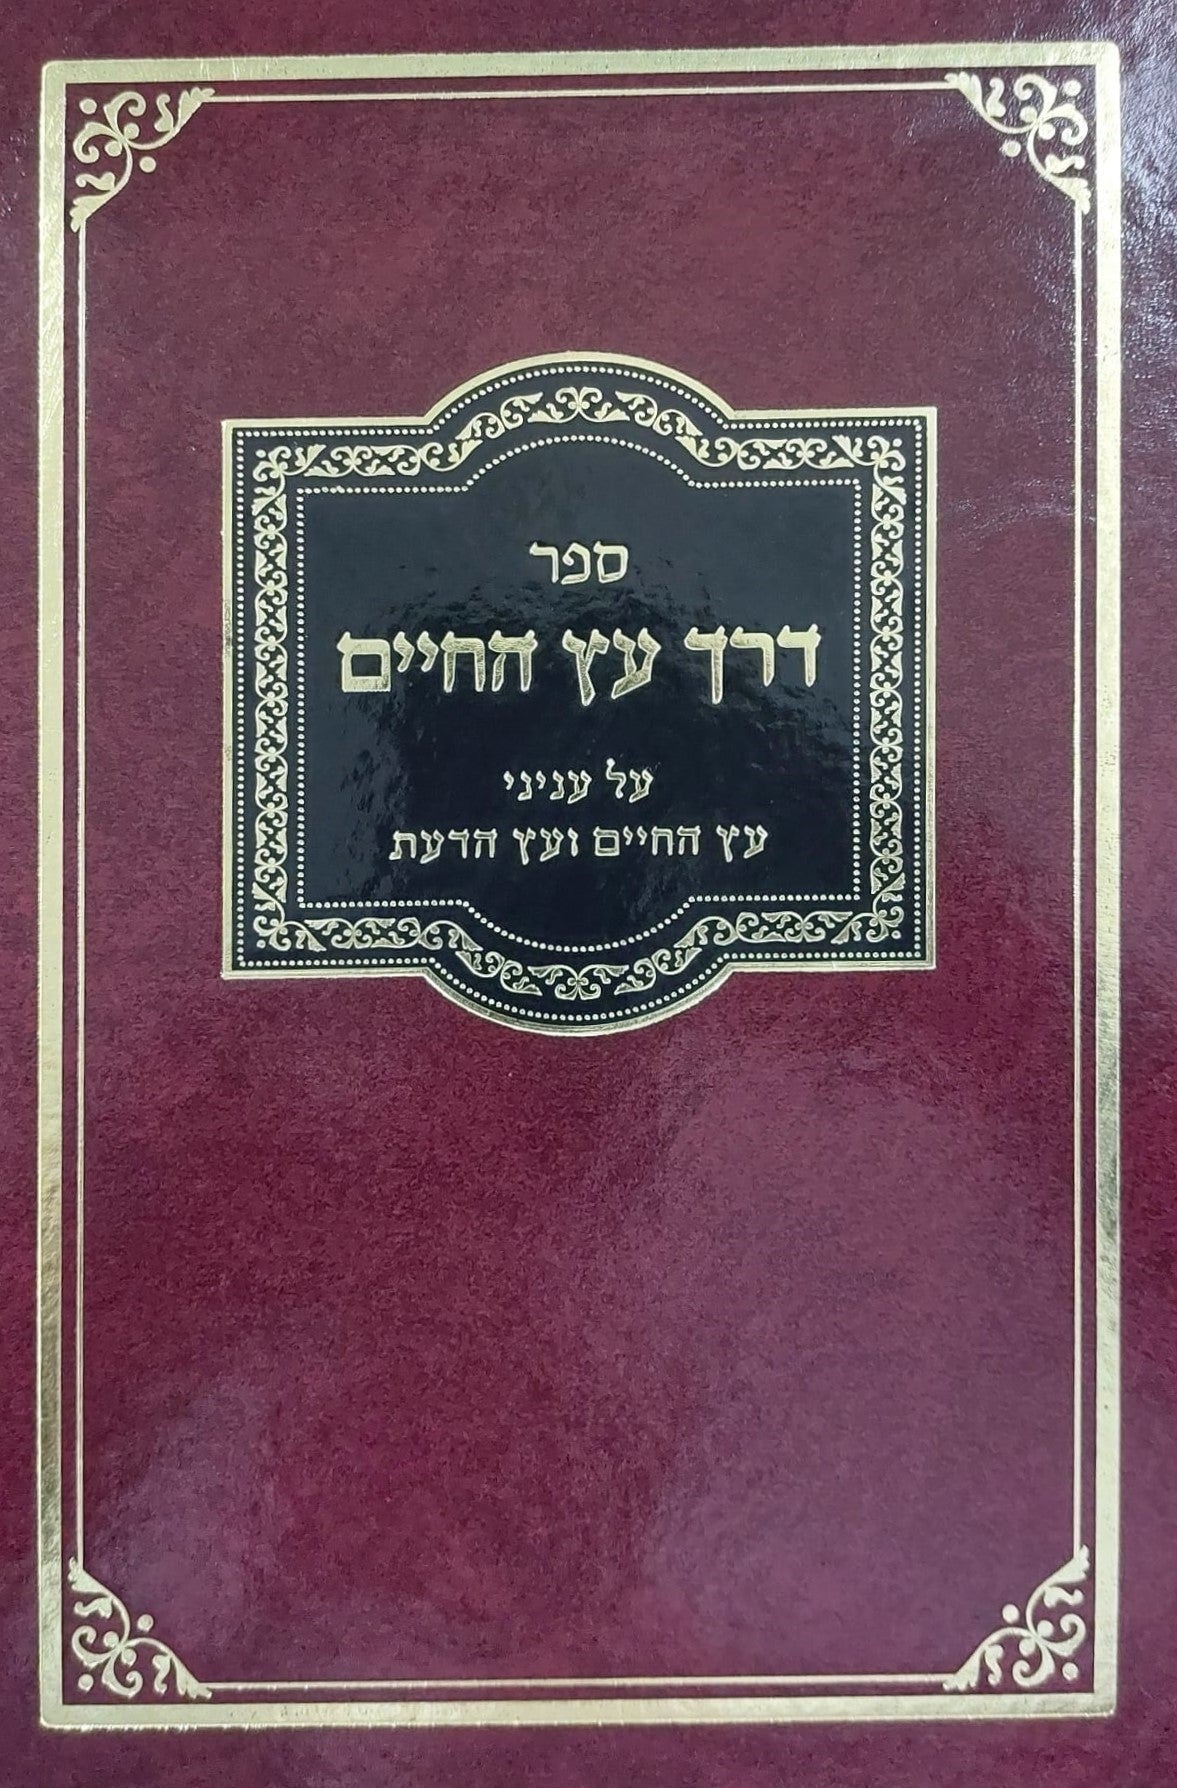 ספר
דרך עץ החיים
על עניני
עץ החיים ועץ הדעת